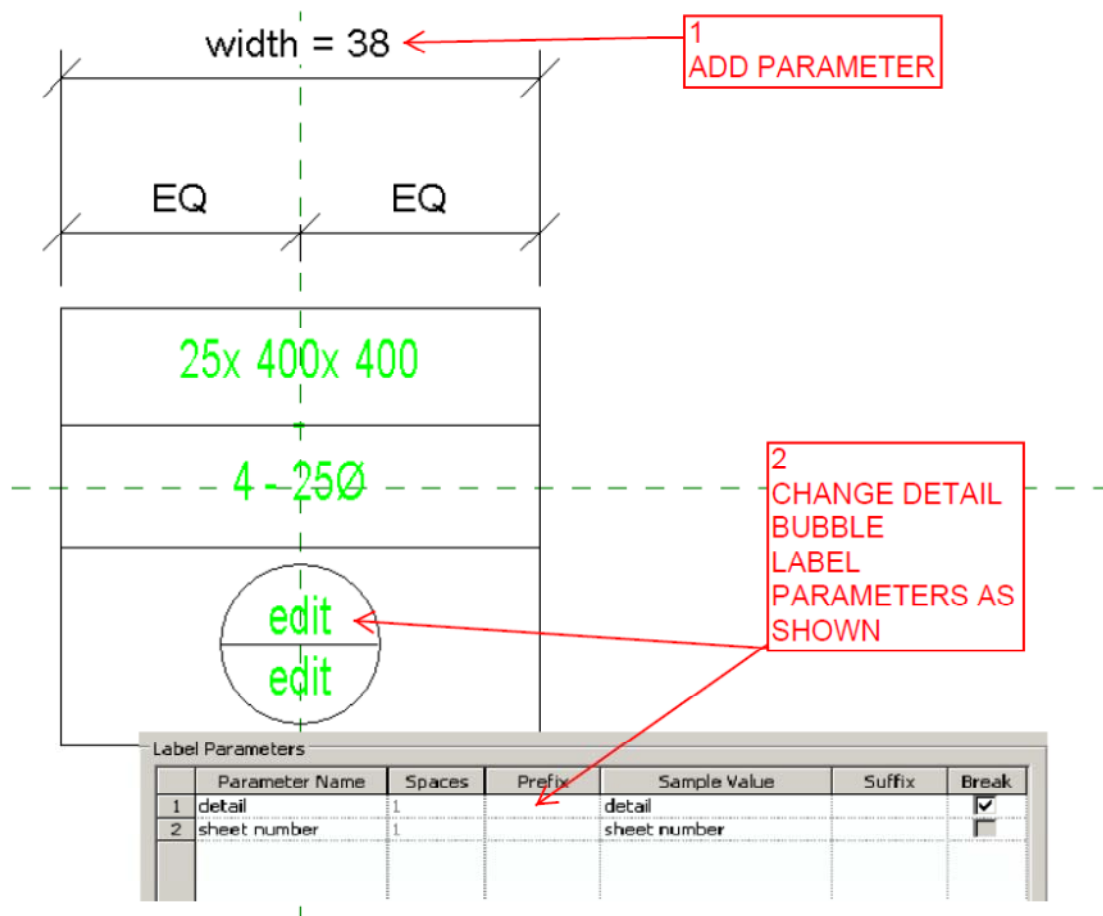 width = 38
1
ADD PARAMETER
EQ EQ
25x 400x 400
4 - 25Ø
2
CHANGE DETAIL
BUBBLE
LABEL
PARAMETERS AS
SHOWN
edit
edit
Label Parameters
Parameter Name Spaces Prefix Sample Value Suffix Break
1 detail 1 detail
2 sheet number 1 sheet number